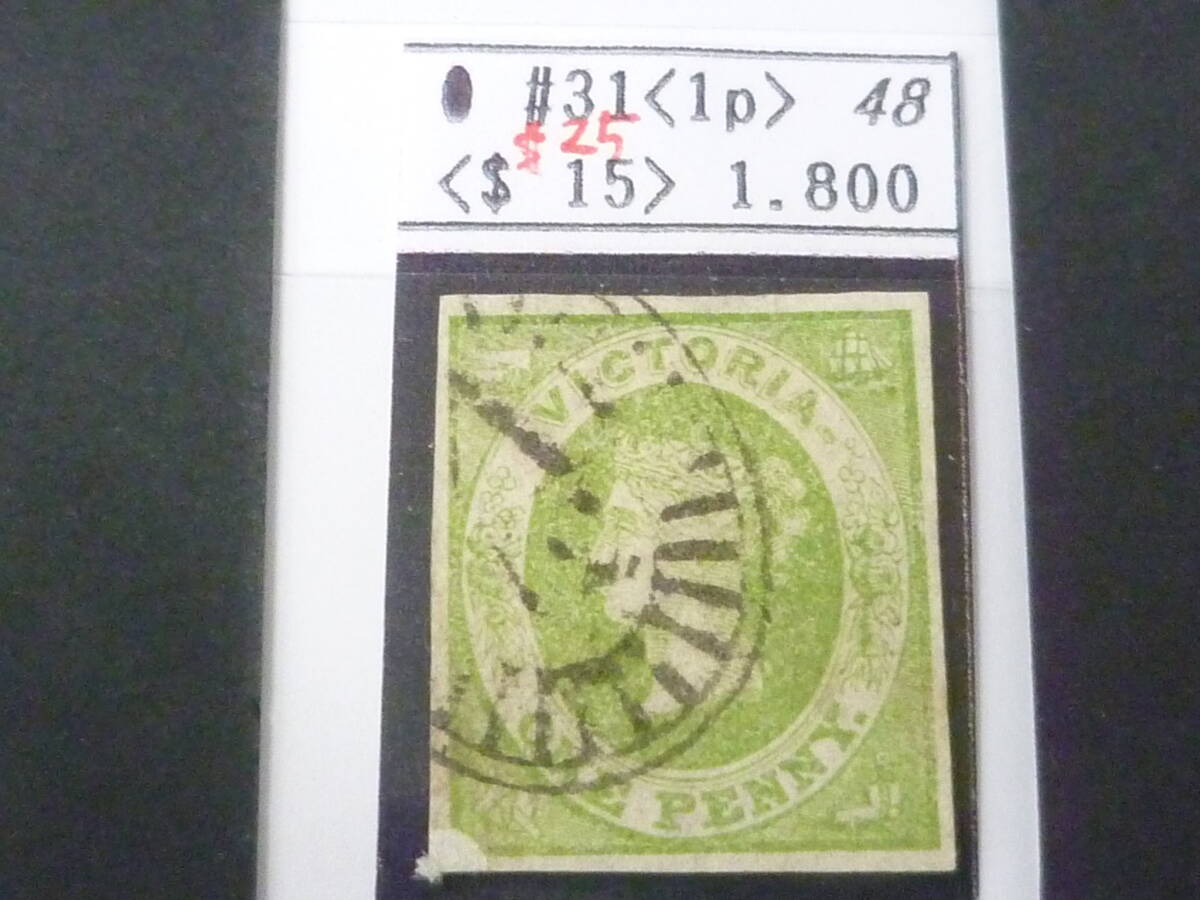 #31<1p> 48
$25
<$ 15> 1.800
VICTORIA
PENNY.